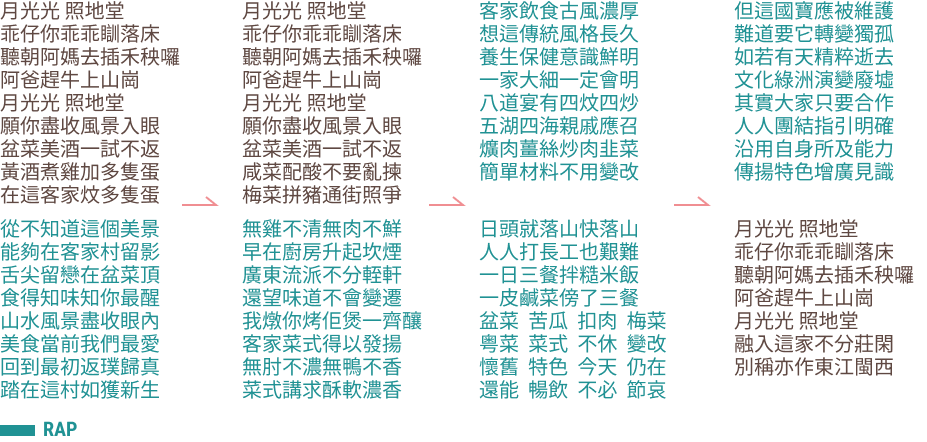 月光光 照地堂
乖仔你乖乖瞓落床
聽朝阿媽去插禾秧囉
阿爸趕牛上山崗
月光光 照地堂
願你盡收風景入眼
盆菜美酒一試不返
黃酒煮雞加多隻蛋
在這客家炆多隻蛋
從不知道這個美景
能夠在客家村留影
舌尖留戀在盆菜頂
食得知味知你最醒
山水風景盡收眼內
美食當前我們最愛
回到最初返璞歸真
踏在這村如獲新生
月光光 照地堂
乖仔你乖乖瞓落床
聽朝阿媽去插禾秧囉
阿爸趕牛上山崗
月光光 照地堂
願你盡收風景入眼
盆菜美酒一試不返
咸菜配酸不要亂揀
梅菜拼豬通街照爭
無雞不清無肉不鮮
早在廚房升起坎煙
廣東流派不分輊軒
還望味道不會變遷
我燉你烤佢煲一齊釀
客家菜式得以發揚
無肘不濃無鴨不香
菜式講求酥軟濃香
客家飲食古風濃厚
想這傳統風格長久
養生保健意識鮮明
一家大細一定會明
八道宴有四炆四炒
五湖四海親戚應召
爌肉薑絲炒肉韭菜
簡單材料不用變改
日頭就落山快落山
人人打長工也艱難
一日三餐拌糙米飯
一皮鹹菜傍了三餐
盆菜 苦瓜 扣肉 梅菜
粵菜 菜式 不休 變改
懷舊 特色 今天 仍在
還能 暢飲 不必 節哀
但這國寶應被維護
難道要它轉變獨孤
如若有天精粹逝去
文化綠洲演變廢墟
其實大家只要合作
人人團結指引明確
沿用自身所及能力
傳揚特色增廣見識
月光光 照地堂
乖仔你乖乖瞓落床
聽朝阿媽去插禾秧囉
阿爸趕牛上山崗
月光光 照地堂
融入這家不分莊閑
別稱亦作東江閩西
RAP